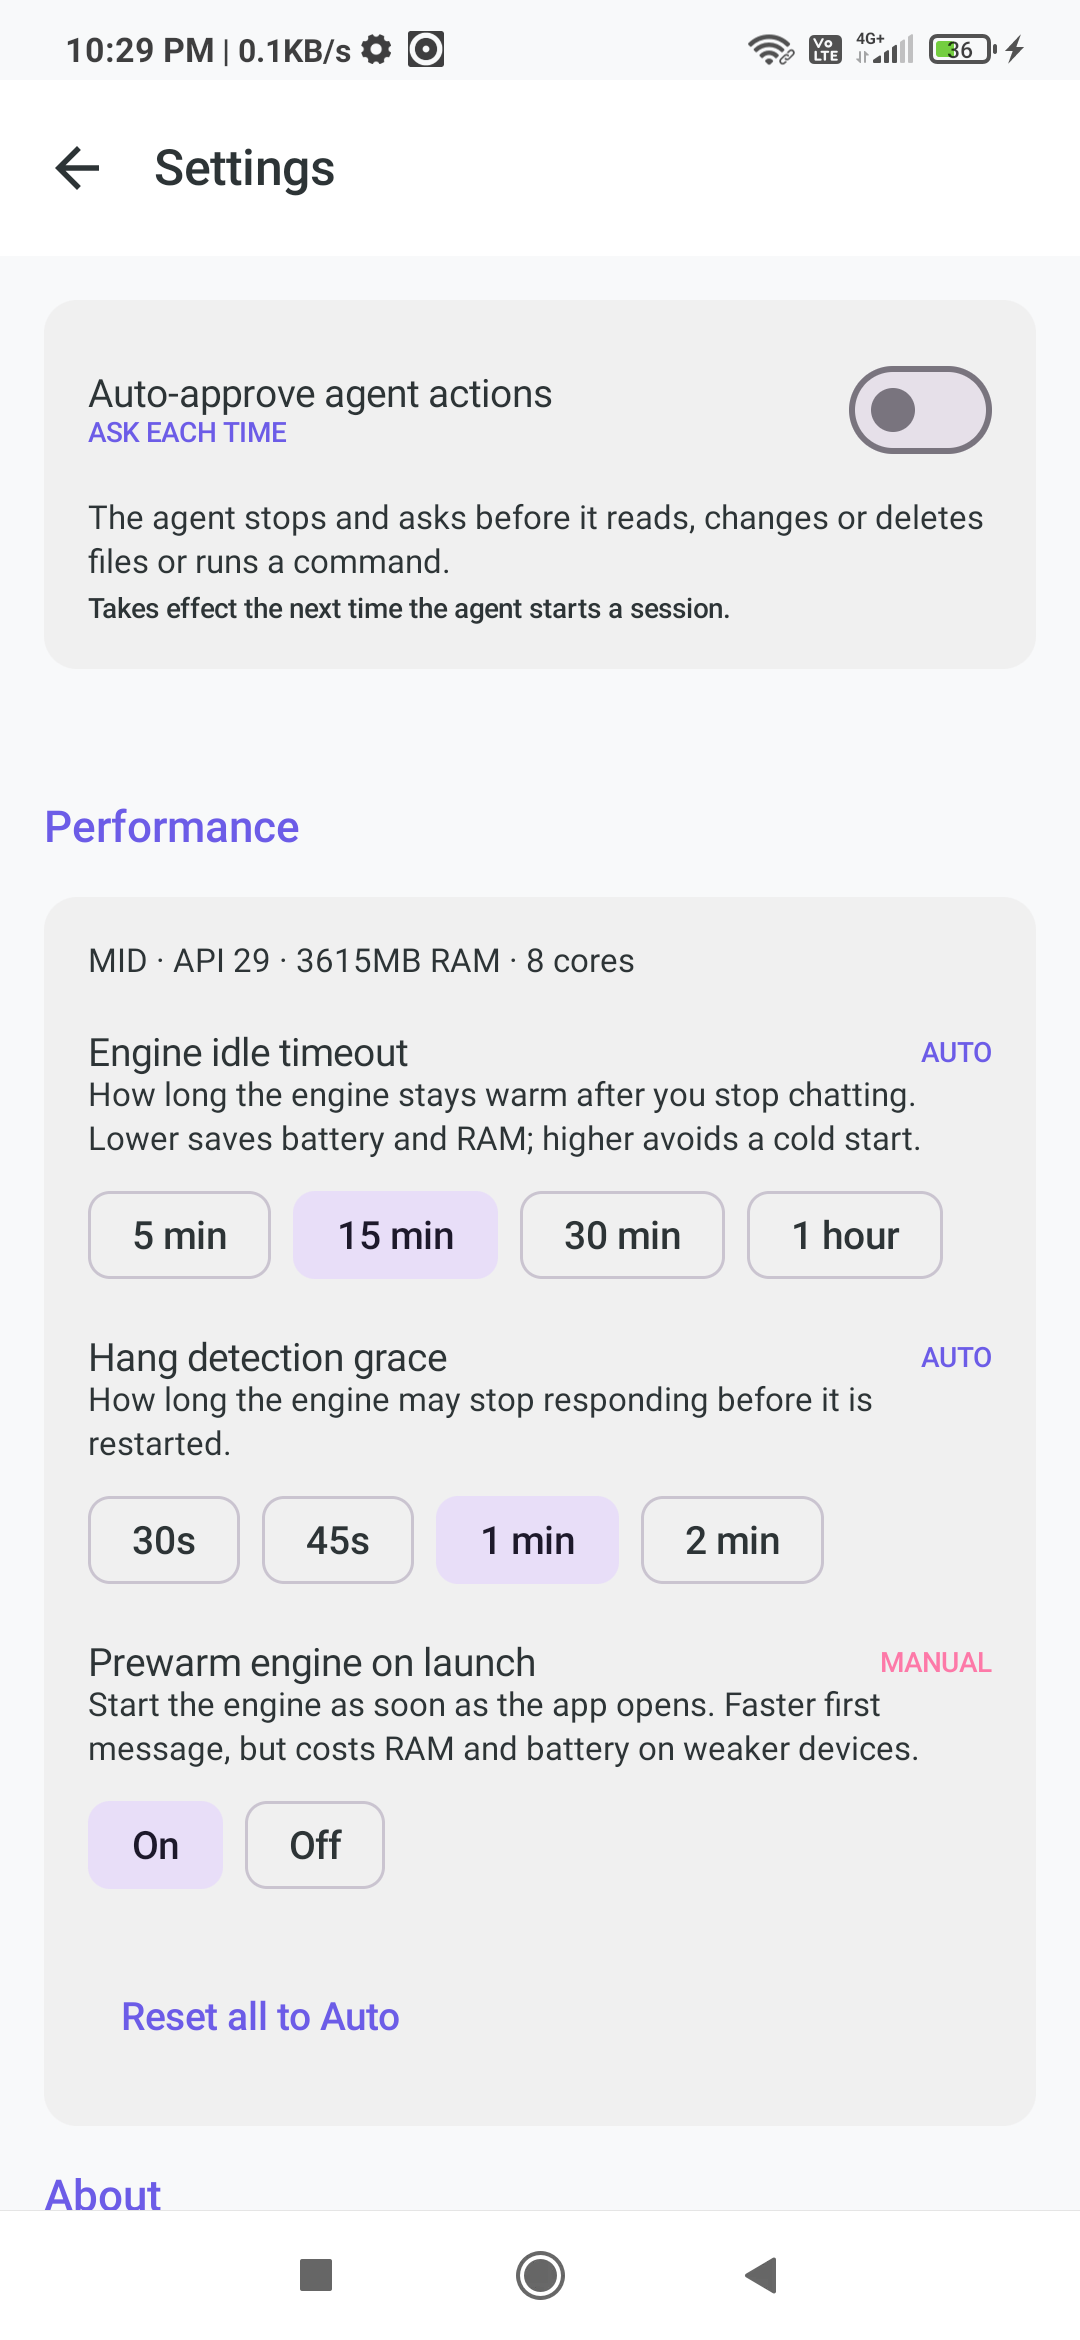 10:29 PM | 0.1KB/s
Vo LTE
4G+
36
Settings
Auto-approve agent actions
ASK EACH TIME
The agent stops and asks before it reads, changes or deletes
files or runs a command.
Takes effect the next time the agent starts a session.
Performance
MID · API 29 · 3615MB RAM · 8 cores
Engine idle timeout
AUTO
How long the engine stays warm after you stop chatting.
Lower saves battery and RAM; higher avoids a cold start.
5 min
15 min
30 min
1 hour
Hang detection grace
AUTO
How long the engine may stop responding before it is
restarted.
30s
45s
1 min
2 min
Prewarm engine on launch
MANUAL
Start the engine as soon as the app opens. Faster first
message, but costs RAM and battery on weaker devices.
On
Off
Reset all to Auto
About